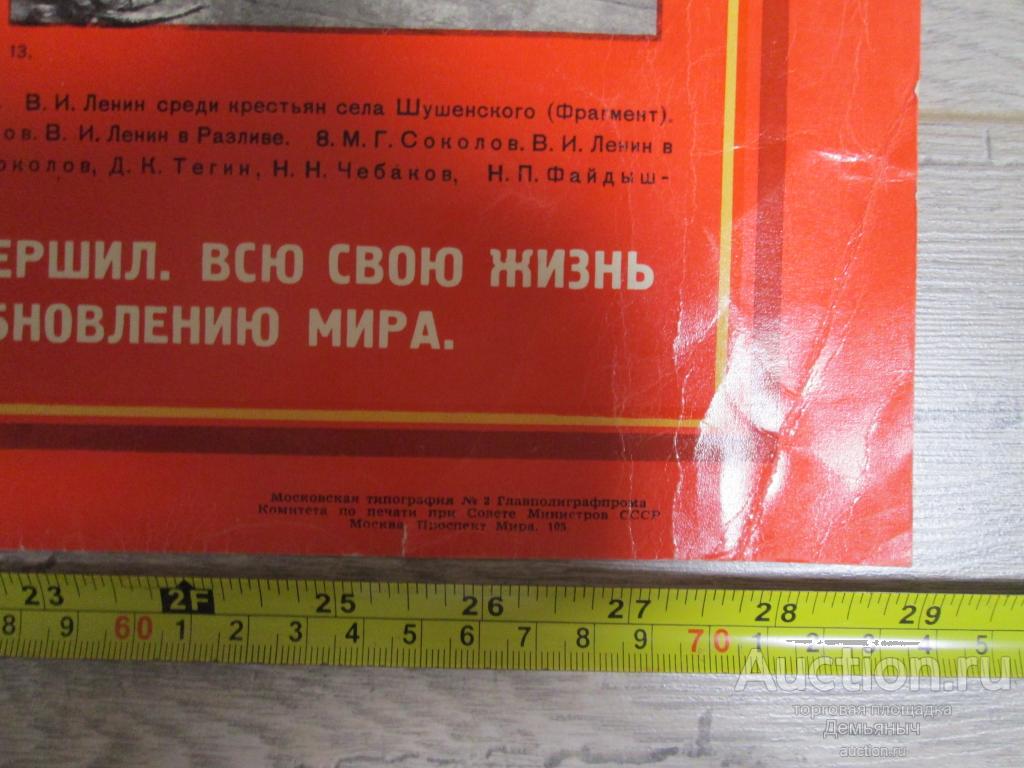 13.
В. И. Ленин среди крестьян села Шушенского (Фрагмент).
ов. В. И. Ленин в Разливе. 8. М. Г. Соколов. В. И. Ленин в
околов, Д. К. Тегин, Н. Н. Чебаков, Н. П. Файдыш-
ЕРШИЛ. ВСЮ СВОЮ ЖИЗНЬ
БНОВЛЕНИЮ МИРА.
Московская типография № 2 Главполиграфпрома
Комитета по печати при Совете Министров СССР
Москва, Проспект Мира, 105.
23 2F 25 26 27 28 29
8 9 60 1 2 3 4 5 6 7 8 9 70 1 2 3 4 5
Auction.ru
торговая площадка
Демьяныч
auction.ru